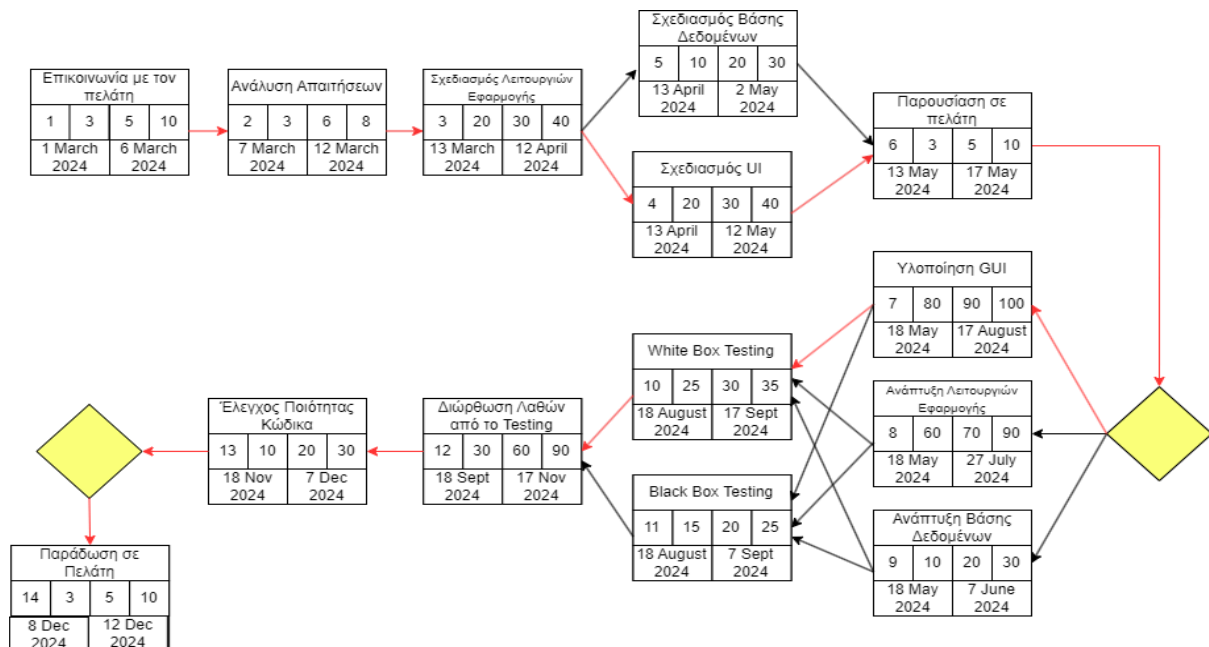 Επικοινωνία με τον
πελάτη
1 3 5 10
1 March 6 March
2024 2024
Ανάλυση Απαιτήσεων
2 3 6 8
7 March 12 March
2024 2024
Σχεδιασμός Λειτουργιών
Εφαρμογής
3 20 30 40
13 March 12 April
2024 2024
Σχεδιασμός Βάσης
Δεδομένων
5 10 20 30
13 April 2 May
2024 2024
Σχεδιασμός UI
4 20 30 40
13 April 12 May
2024 2024
Παρουσίαση σε
πελάτη
6 3 5 10
13 May 17 May
2024 2024
Υλοποίηση GUI
7 80 90 100
18 May 17 August
2024 2024
Ανάπτυξη Λειτουργιών
Εφαρμογής
8 60 70 90
18 May 27 July
2024 2024
Ανάπτυξη Βάσης
Δεδομένων
9 10 20 30
18 May 7 June
2024 2024
White Box Testing
10 25 30 35
18 August 17 Sept
2024 2024
Black Box Testing
11 15 20 25
18 August 7 Sept
2024 2024
Διώρθωση Λαθών
από το Testing
12 30 60 90
18 Sept 17 Nov
2024 2024
Έλεγχος Ποιότητας
Κώδικα
13 10 20 30
18 Nov 7 Dec
2024 2024
Παράδωση σε
Πελάτη
14 3 5 10
8 Dec 12 Dec
2024 2024